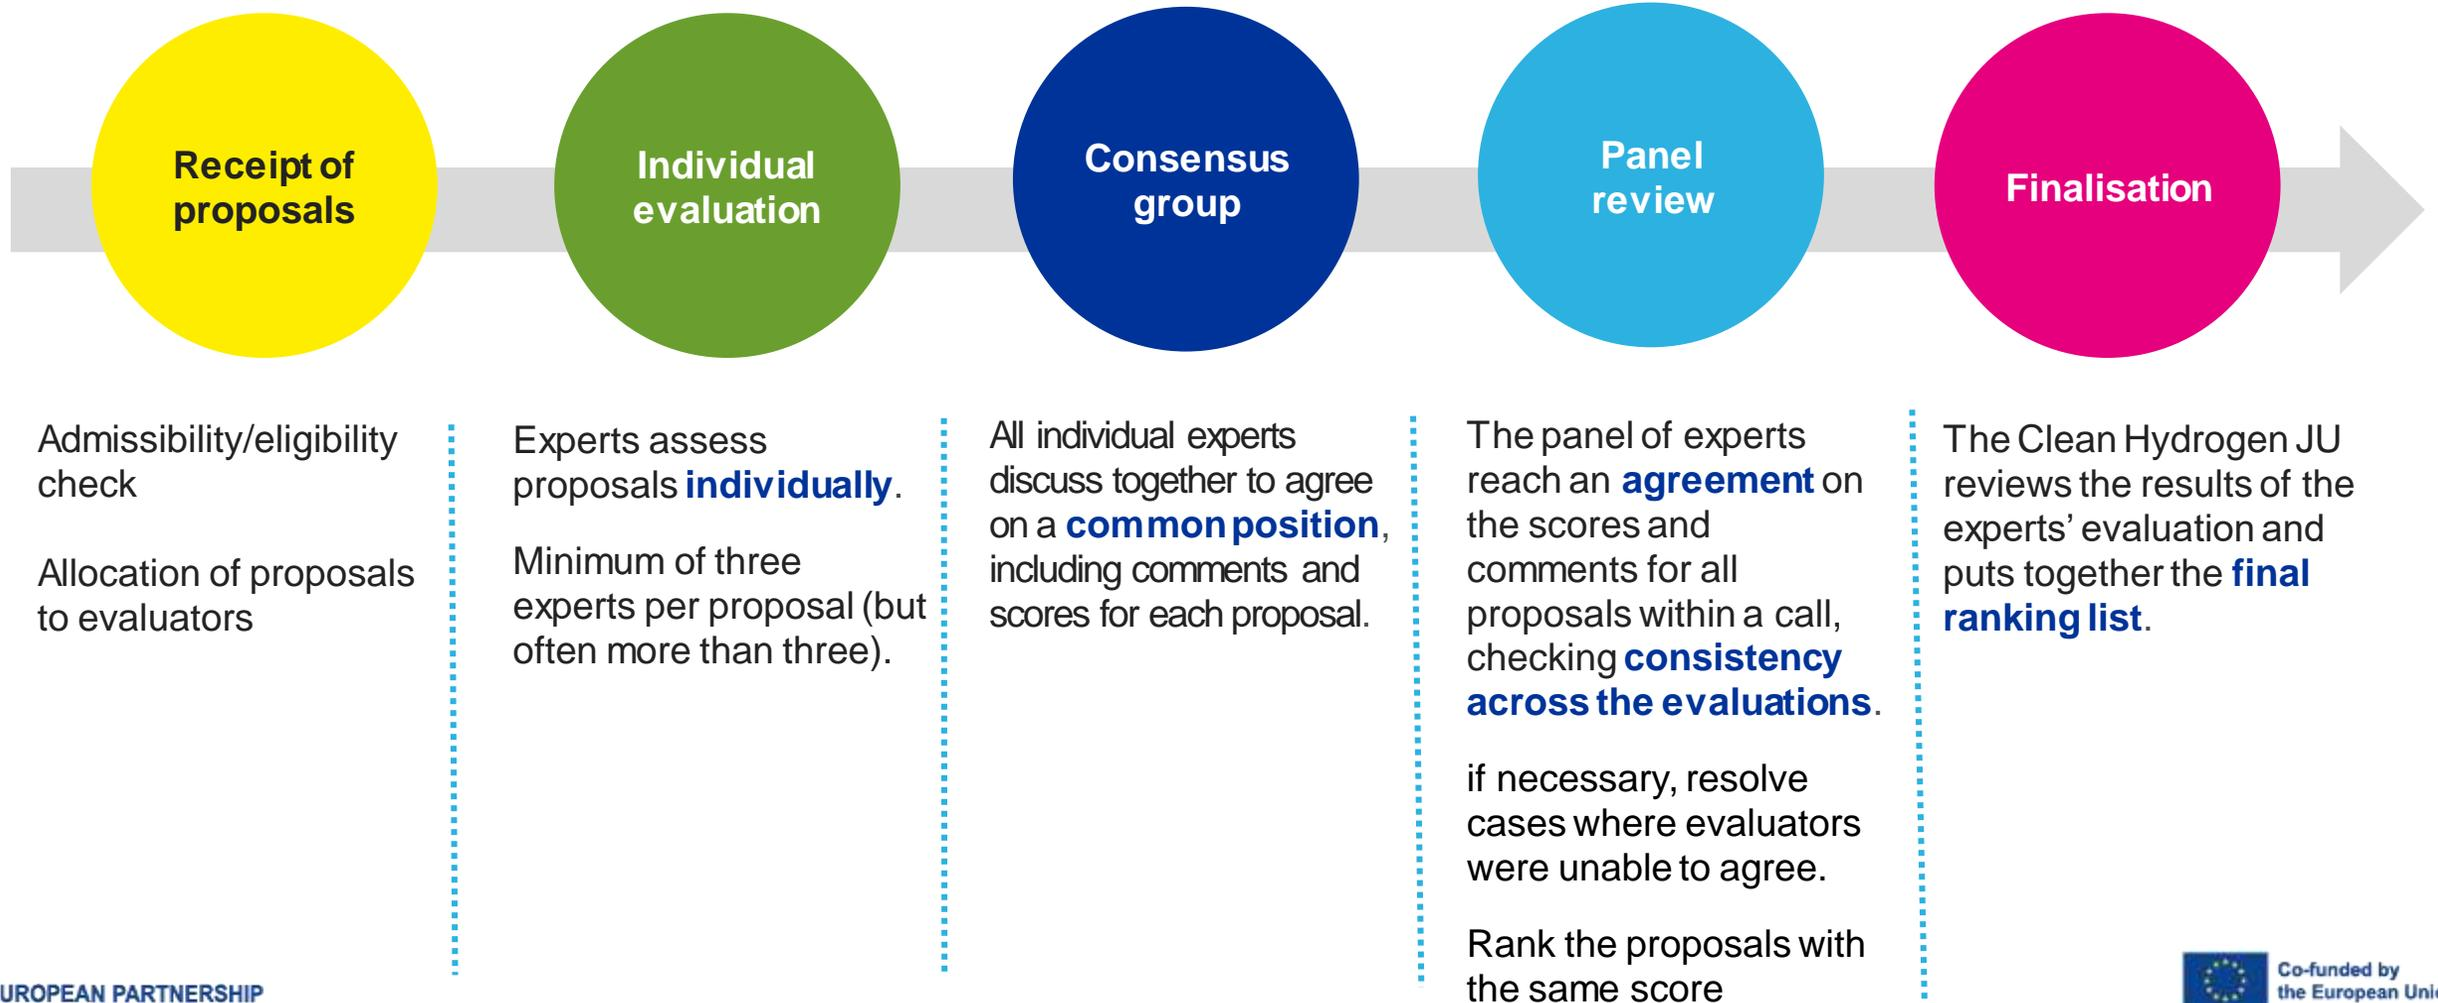 Receipt of
proposals
Individual
evaluation
Consensus
group
Panel
review
Finalisation
Admissibility/eligibility
check
Allocation of proposals
to evaluators
Experts assess
proposals individually.
Minimum of three
experts per proposal (but
often more than three).
All individual experts
discuss together to agree
on a common position,
including comments and
scores for each proposal.
The panel of experts
reach an agreement on
the scores and
comments for all
proposals within a call,
checking consistency
across the evaluations.
if necessary, resolve
cases where evaluators
were unable to agree.
Rank the proposals with
the same score
The Clean Hydrogen JU
reviews the results of the
experts’ evaluation and
puts together the final
ranking list.
UROPEAN PARTNERSHIP
Co-funded by
the European Unio